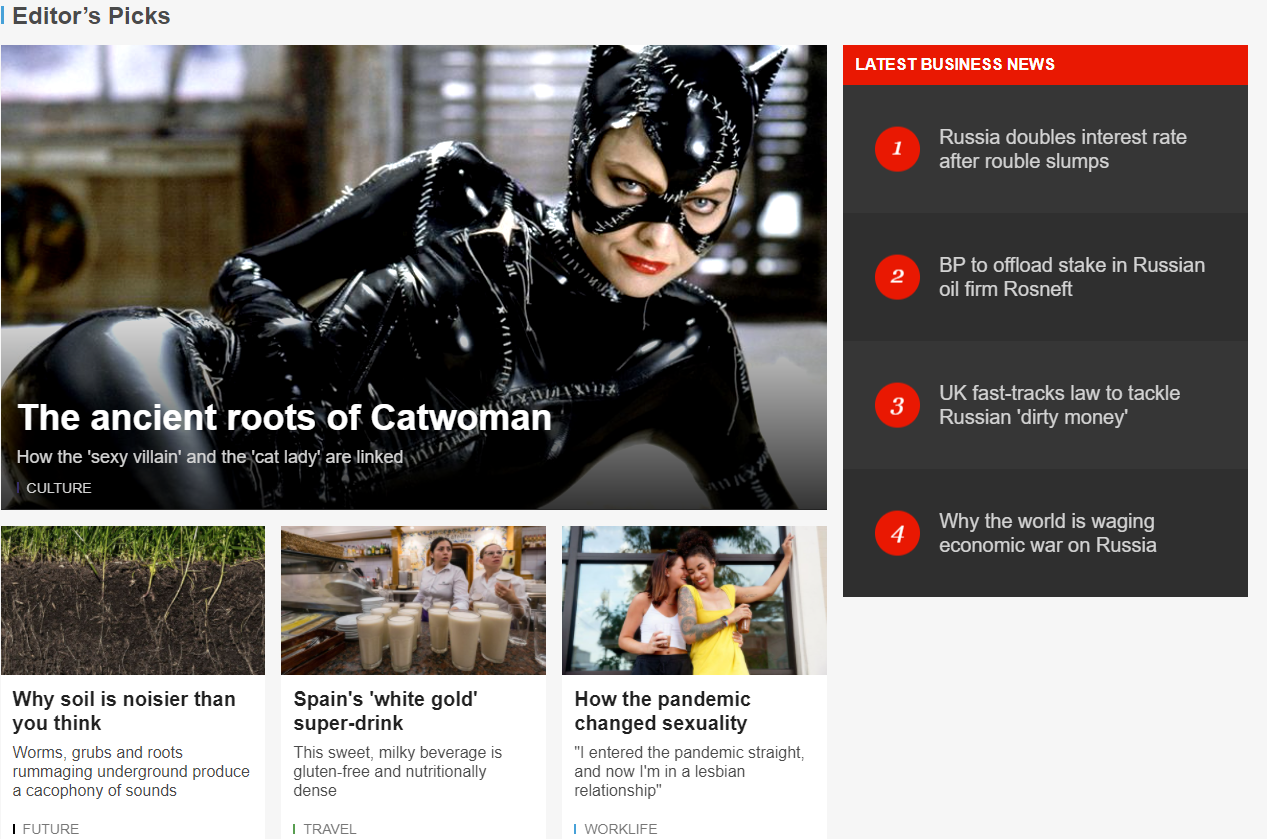 Editor’s Picks
The ancient roots of Catwoman
How the 'sexy villain' and the 'cat lady' are linked
CULTURE
Why soil is noisier than
you think
Worms, grubs and roots
rummaging underground produce
a cacophony of sounds
FUTURE
Spain's 'white gold'
super-drink
This sweet, milky beverage is
gluten-free and nutritionally
dense
TRAVEL
How the pandemic
changed sexuality
"I entered the pandemic straight,
and now I'm in a lesbian
relationship"
WORKLIFE
LATEST BUSINESS NEWS
1
Russia doubles interest rate
after rouble slumps
2
BP to offload stake in Russian
oil firm Rosneft
3
UK fast-tracks law to tackle
Russian 'dirty money'
4
Why the world is waging
economic war on Russia